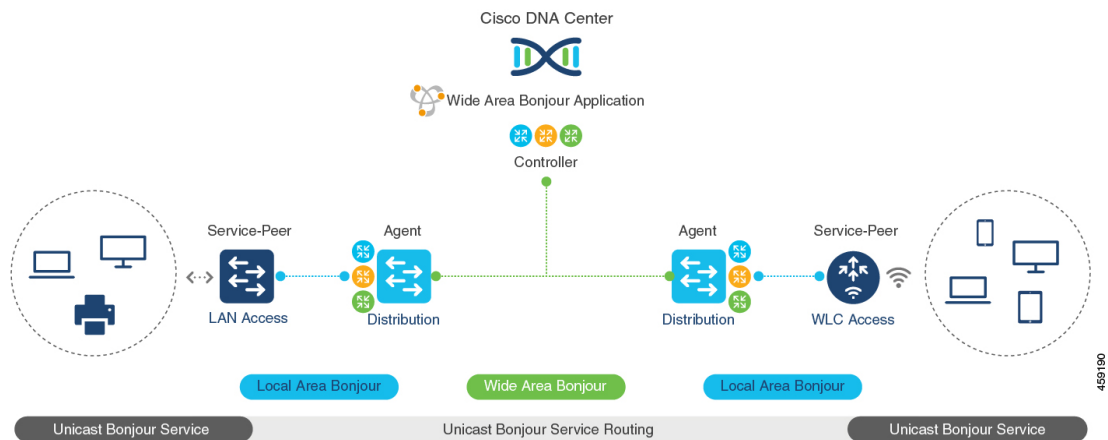 Cisco DNA Center
Wide Area Bonjour Application
Controller
Service-Peer
Agent
Agent
Service-Peer
LAN Access
Distribution
Distribution
WLC Access
Local Area Bonjour
Wide Area Bonjour
Local Area Bonjour
Unicast Bonjour Service
Unicast Bonjour Service Routing
Unicast Bonjour Service
459190